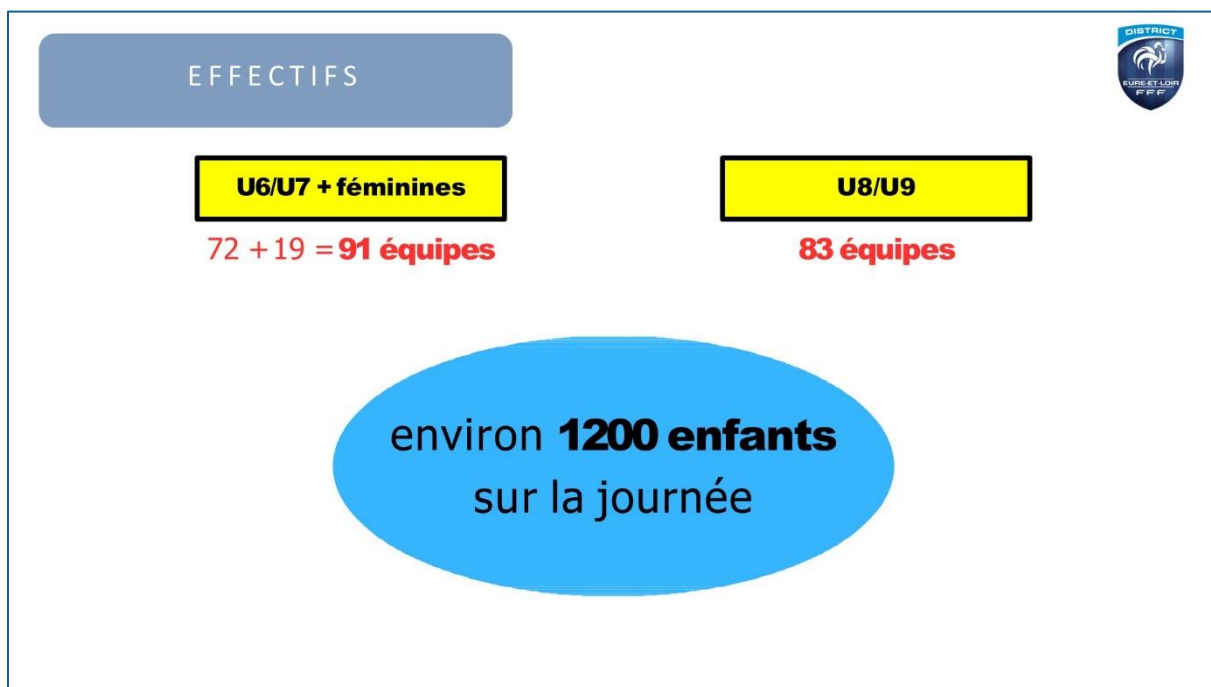 EFFECTIFS
DISTRICT
EURE-ET-LOIR
FFF
U6/U7 + féminines
72 + 19 = 91 équipes
U8/U9
83 équipes
environ 1200 enfants
sur la journée